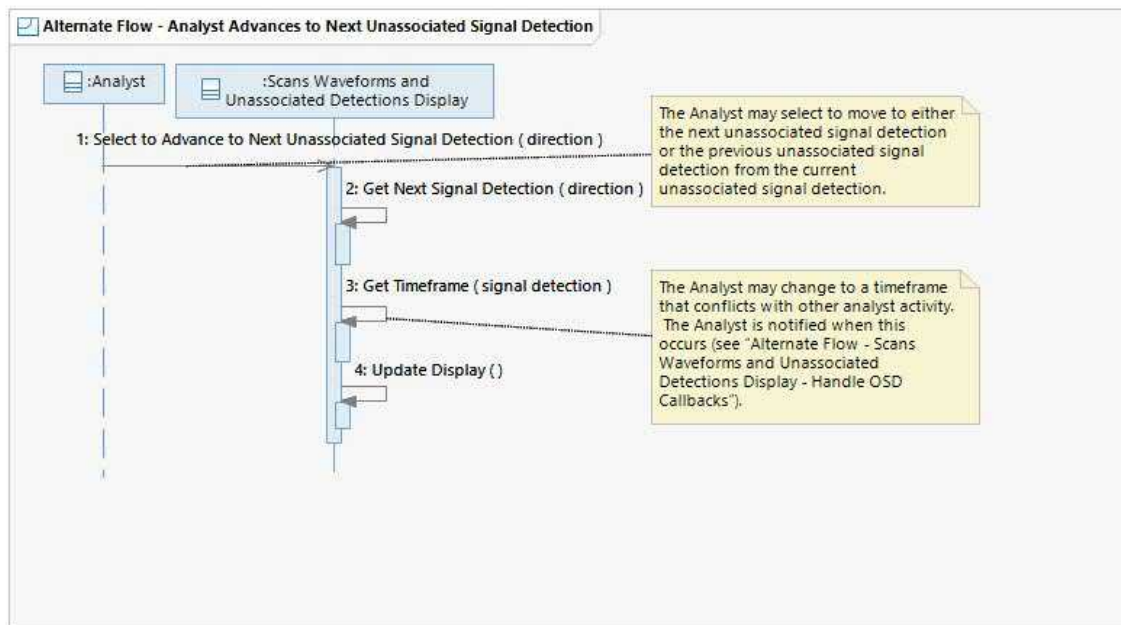 Alternate Flow - Analyst Advances to Next Unassociated Signal Detection
:Analyst
:Scans Waveforms and
Unassociated Detections Display
The Analyst may select to move to either
the next unassociated signal detection
or the previous unassociated signal
detection from the current
unassociated signal detection.
1: Select to Advance to Next Unassociated Signal Detection ( direction )
2: Get Next Signal Detection ( direction )
3: Get Timeframe ( signal detection )
The Analyst may change to a timeframe
that conflicts with other analyst activity.
The Analyst is notified when this
occurs (see "Alternate Flow - Scans
Waveforms and Unassociated
Detections Display - Handle OSD
Callbacks").
4: Update Display ( )